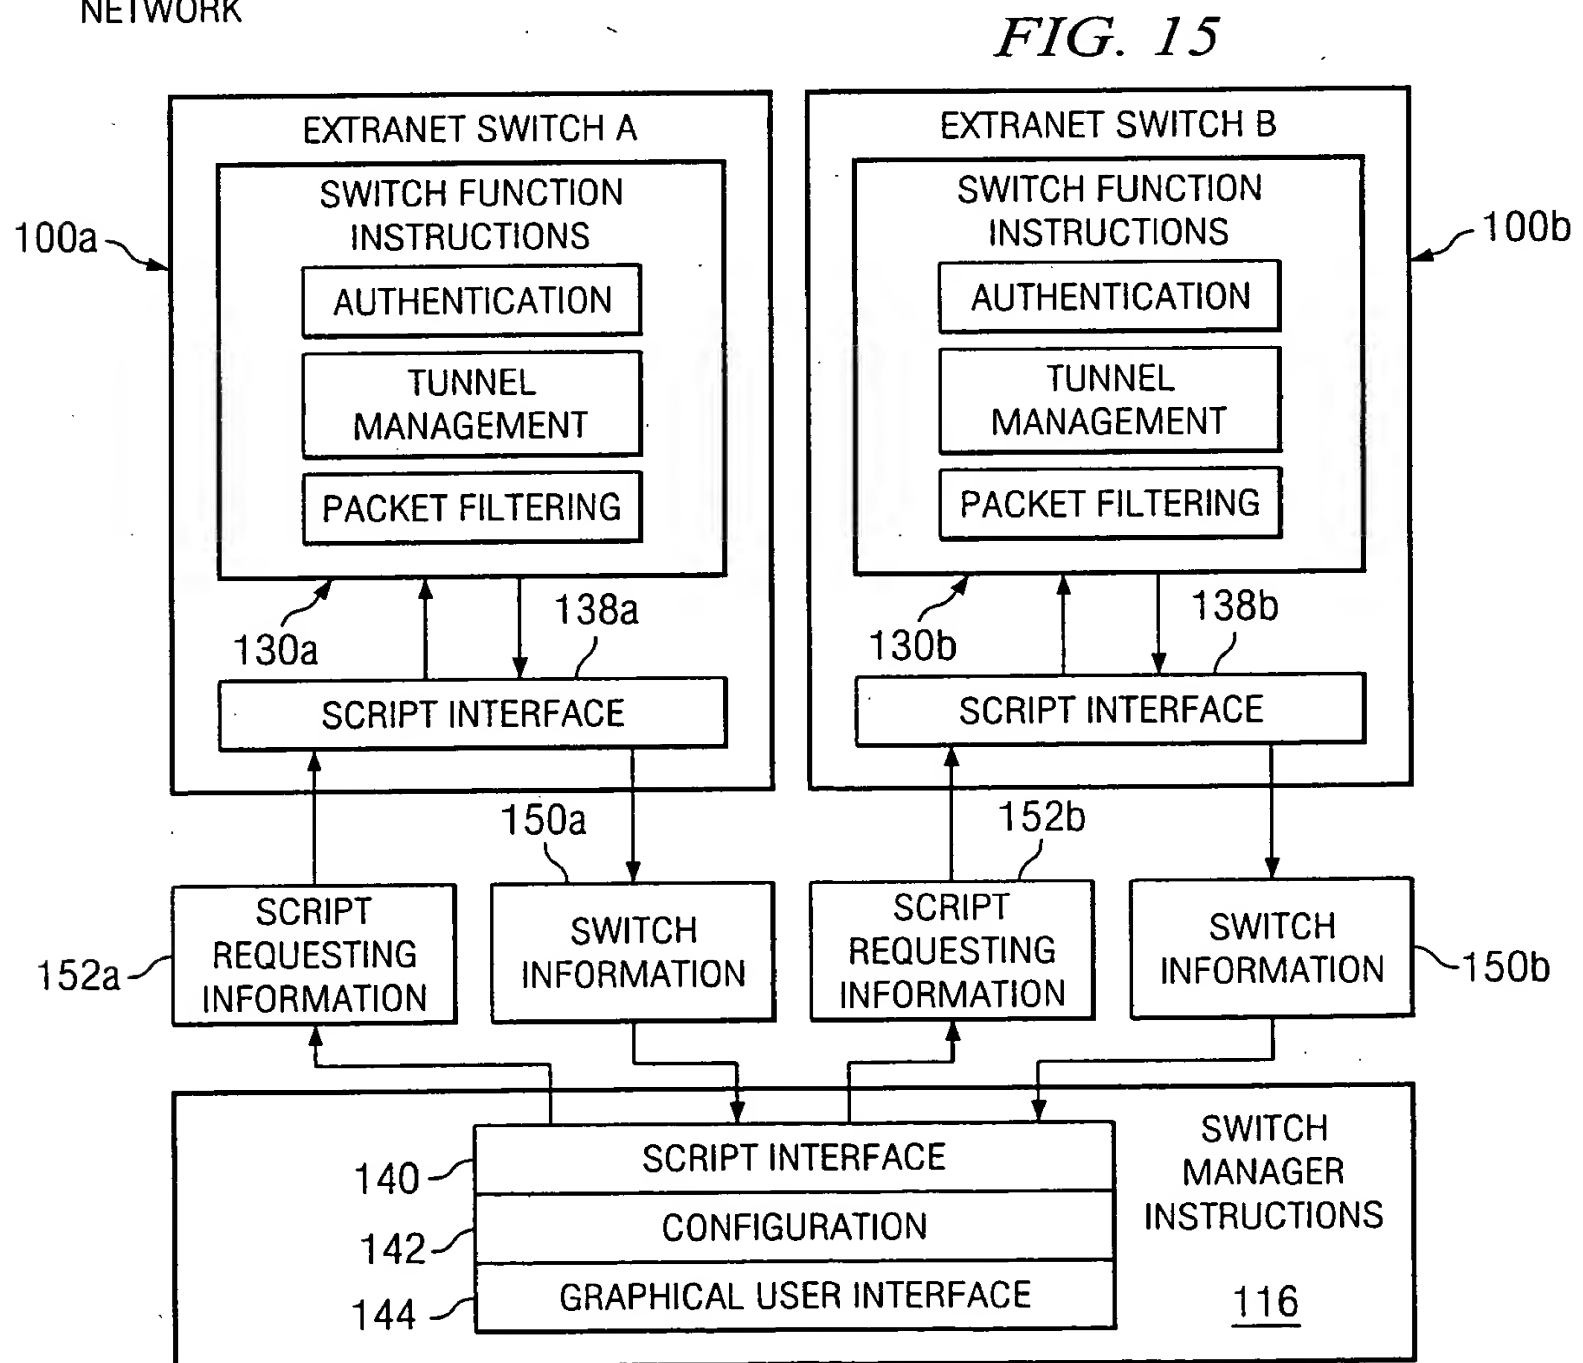 NETWORK
FIG. 15
EXTRANET SWITCH A
SWITCH FUNCTION
INSTRUCTIONS
AUTHENTICATION
TUNNEL
MANAGEMENT
PACKET FILTERING
100a
130a
138a
SCRIPT INTERFACE
EXTRANET SWITCH B
SWITCH FUNCTION
INSTRUCTIONS
AUTHENTICATION
TUNNEL
MANAGEMENT
PACKET FILTERING
100b
130b
138b
SCRIPT INTERFACE
152a
SCRIPT
REQUESTING
INFORMATION
150a
SWITCH
INFORMATION
152b
SCRIPT
REQUESTING
INFORMATION
SWITCH
INFORMATION
150b
140
SCRIPT INTERFACE
142
CONFIGURATION
144
GRAPHICAL USER INTERFACE
SWITCH
MANAGER
INSTRUCTIONS
116